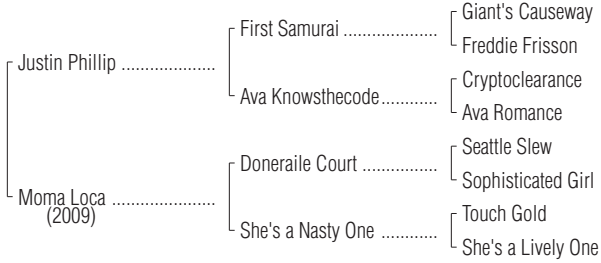 Giant's Causeway
First Samurai ....................
Freddie Frisson
Justin Phillip ....................
Cryptoclearance
Ava Knowsthecode............
Ava Romance
Seattle Slew
Doneraile Court ................
Sophisticated Girl
Moma Loca ......................
(2009)
Touch Gold
She's a Nasty One ............
She's a Lively One